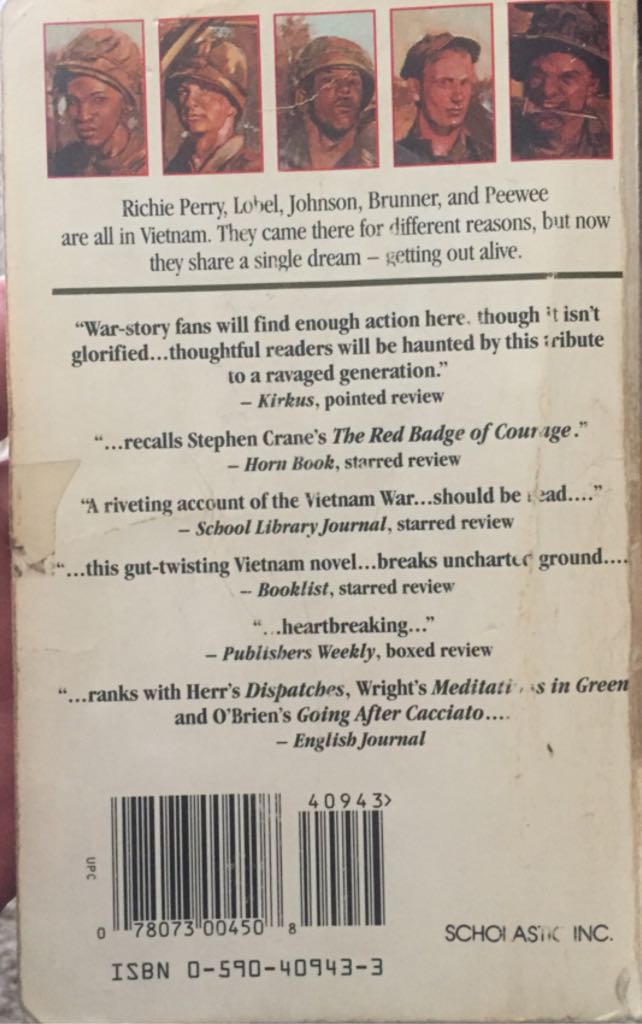 Richie Perry, Lobel, Johnson, Brunner, and Peewee
are all in Vietnam. They came there for different reasons, but now
they share a single dream – getting out alive.
“War-story fans will find enough action here, though it isn't
glorified...thoughtful readers will be haunted by this tribute
to a ravaged generation.”
– Kirkus, pointed review
“...recalls Stephen Crane's The Red Badge of Courage.”
– Horn Book, starred review
“A riveting account of the Vietnam War...should be read....”
– School Library Journal, starred review
“...this gut-twisting Vietnam novel...breaks uncharted ground....
– Booklist, starred review
“...heartbreaking...”
– Publishers Weekly, boxed review
“...ranks with Herr's Dispatches, Wright's Meditations in Green
and O'Brien's Going After Cacciato....
– English Journal
40943>
UPC
0 78073 00450 8
SCHOLASTIC INC.
ISBN 0-590-40943-3